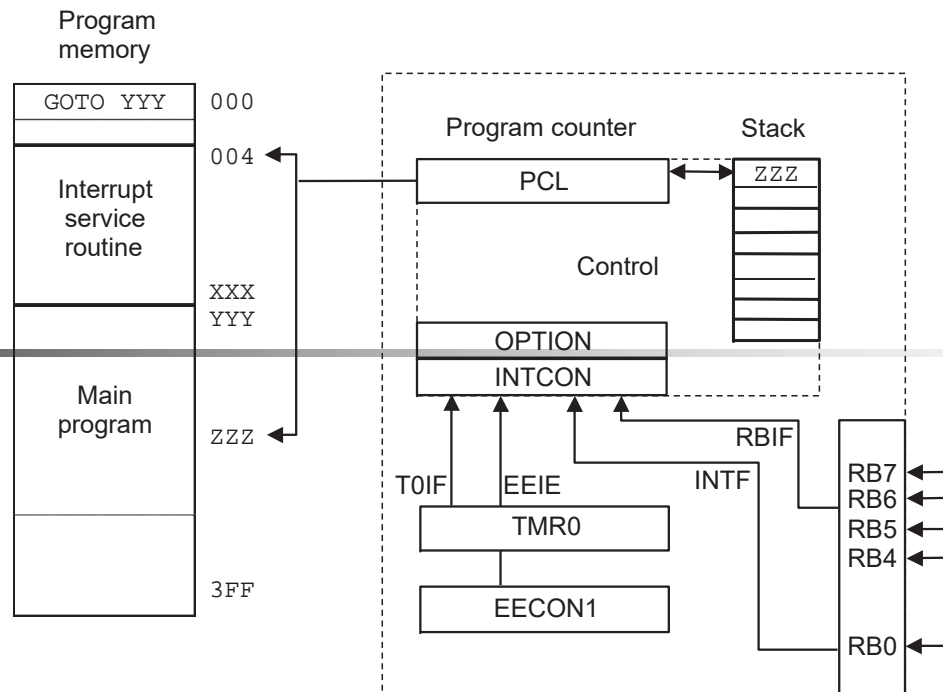 Program
memory
GOTO YYY
000
004
Interrupt
service
routine
XXX
YYY
Main
program
ZZZ
3FF
Program counter
Stack
PCL
ZZZ
Control
OPTION
INTCON
RBIF
INTF
T0IF
EEIE
TMR0
EECON1
RB7
RB6
RB5
RB4
RB0